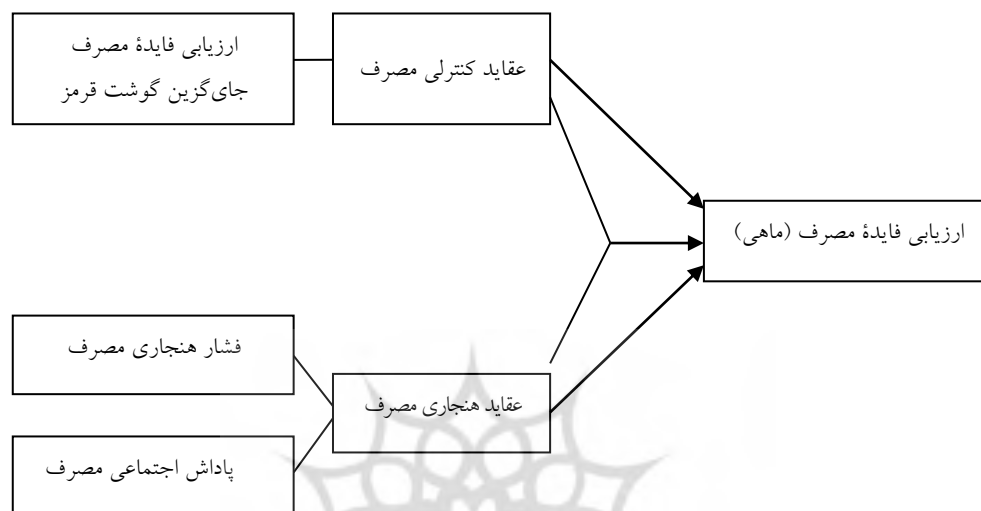 ارزیابی فایدهٔ مصرف
جای‌گزین گوشت قرمز
عقاید کنترلی مصرف
ارزیابی فایدهٔ مصرف (ماهی)
فشار هنجاری مصرف
عقاید هنجاری مصرف
پاداش اجتماعی مصرف